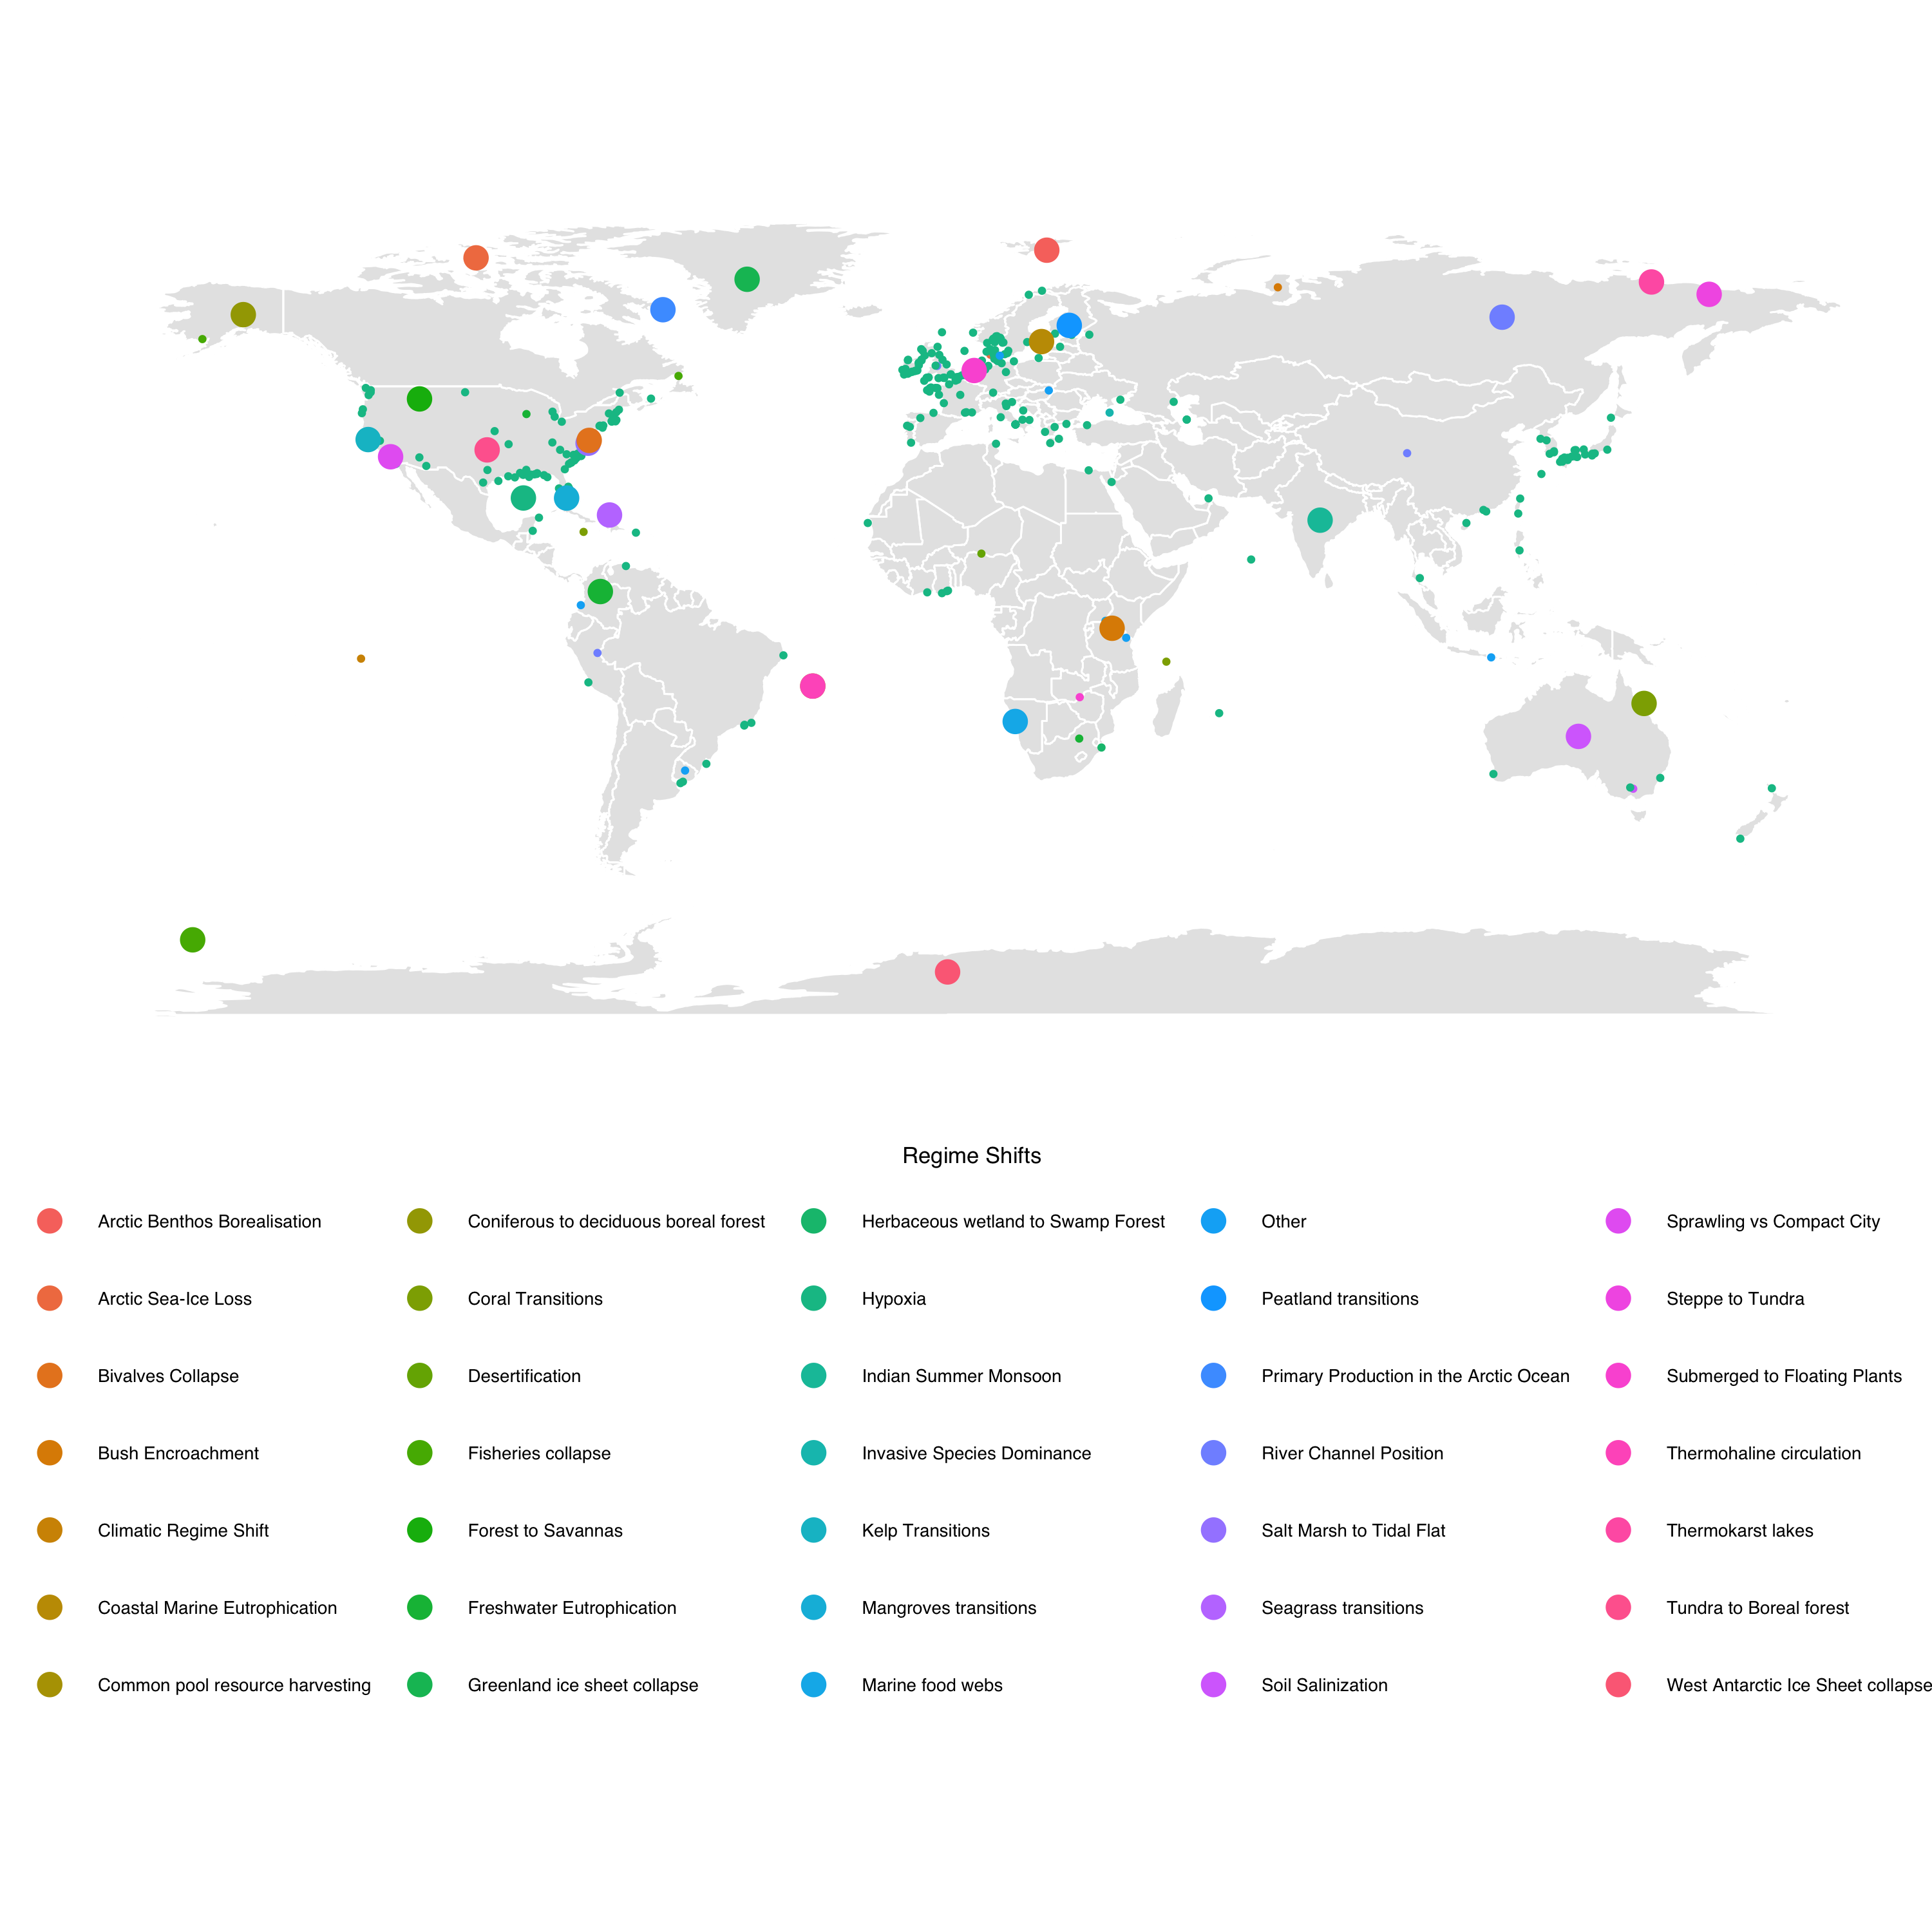 Regime Shifts
Arctic Benthos Borealisation
Coniferous to deciduous boreal forest
Herbaceous wetland to Swamp Forest
Other
Sprawling vs Compact City
Arctic Sea-Ice Loss
Coral Transitions
Hypoxia
Peatland transitions
Steppe to Tundra
Bivalves Collapse
Desertification
Indian Summer Monsoon
Primary Production in the Arctic Ocean
Submerged to Floating Plants
Bush Encroachment
Fisheries collapse
Invasive Species Dominance
River Channel Position
Thermohaline circulation
Climatic Regime Shift
Forest to Savannas
Kelp Transitions
Salt Marsh to Tidal Flat
Thermokarst lakes
Coastal Marine Eutrophication
Freshwater Eutrophication
Mangroves transitions
Seagrass transitions
Tundra to Boreal forest
Common pool resource harvesting
Greenland ice sheet collapse
Marine food webs
Soil Salinization
West Antarctic Ice Sheet collapse